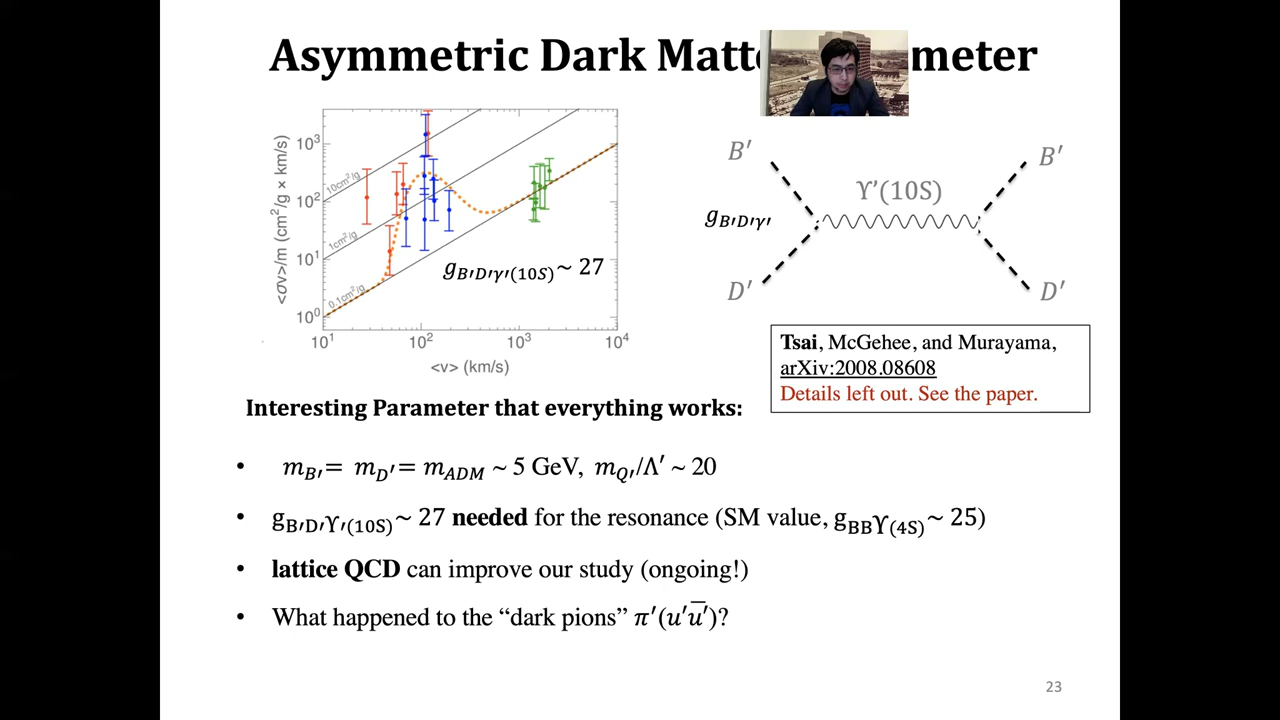 Asymmetric Dark Matte meter
10³
10²
10¹
10⁰
<σv>/m (cm²/g × km/s)
10cm²/g
1cm²/g
0.1cm²/g
g_B′D′γ′(10S) ~ 27
10¹ 10² 10³ 10⁴
<v> (km/s)
B′ B′
ϒ’(10S)
g_B′D′γ′
D′ D′
Tsai, McGehee, and Murayama,
arXiv:2008.08608
Details left out. See the paper.
Interesting Parameter that everything works:
• m_B′ = m_D′ = m_ADM ~ 5 GeV, m_Q′/Λ′ ~ 20
• g_B′D′ϒ′(10S) ~ 27 needed for the resonance (SM value, g_BBϒ(4S) ~ 25)
• lattice QCD can improve our study (ongoing!)
• What happened to the “dark pions” π′(u′u̅′)?
23